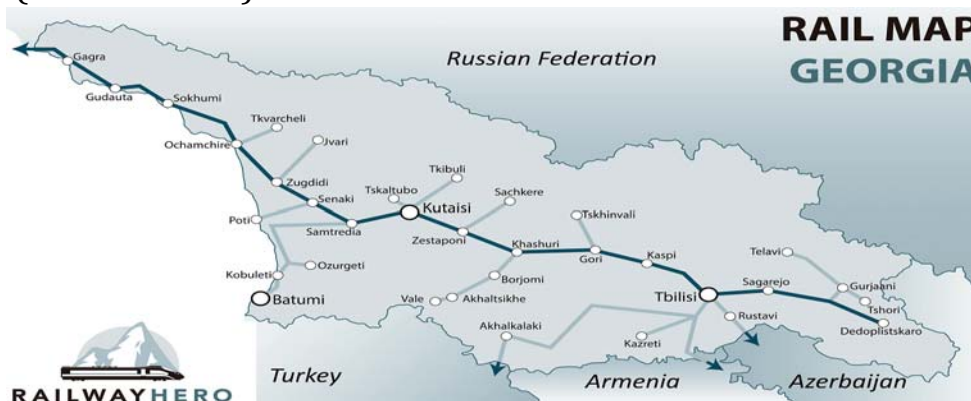 RAIL MAP
GEORGIA
Russian Federation
Gagra
Gudauta
Sokhumi
Tkvarcheli
Jvari
Ochamchire
Zugdidi
Senaki
Tkibuli
Tskaltubo
Sachkere
Kutaisi
Poti
Samtredia
Zestaponi
Tskhinvali
Khashuri
Gori
Kaspi
Telavi
Kobuleti
Ozurgeti
Borjomi
Batumi
Vale
Akhaltsikhe
Tbilisi
Sagarejo
Gurjaani
Tshori
Rustavi
Dedoplistskaro
Akhalkalaki
Kazreti
Turkey
Armenia
Azerbaijan
RAILWAYHERO